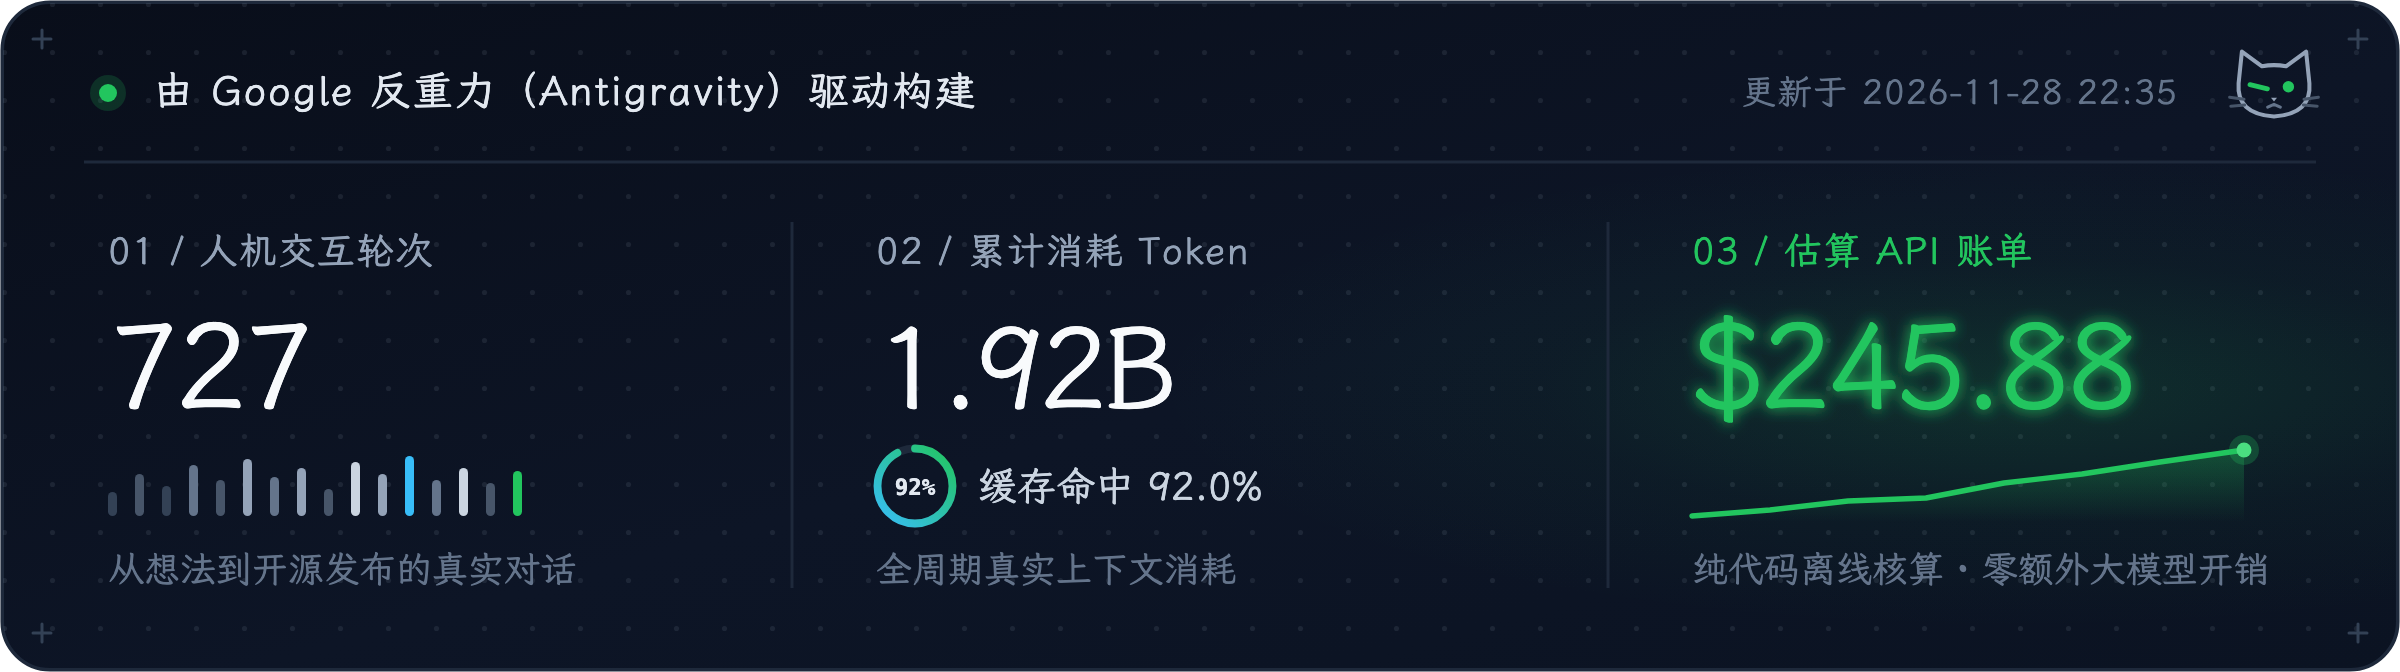 由 Google 反重力（Antigravity）驱动构建
更新于 2026-11-28 22:35
01 / 人机交互轮次
727
从想法到开源发布的真实对话
02 / 累计消耗 Token
1.92B
92%
缓存命中 92.0%
全周期真实上下文消耗
03 / 估算 API 账单
$245.88
纯代码离线核算·零额外大模型开销